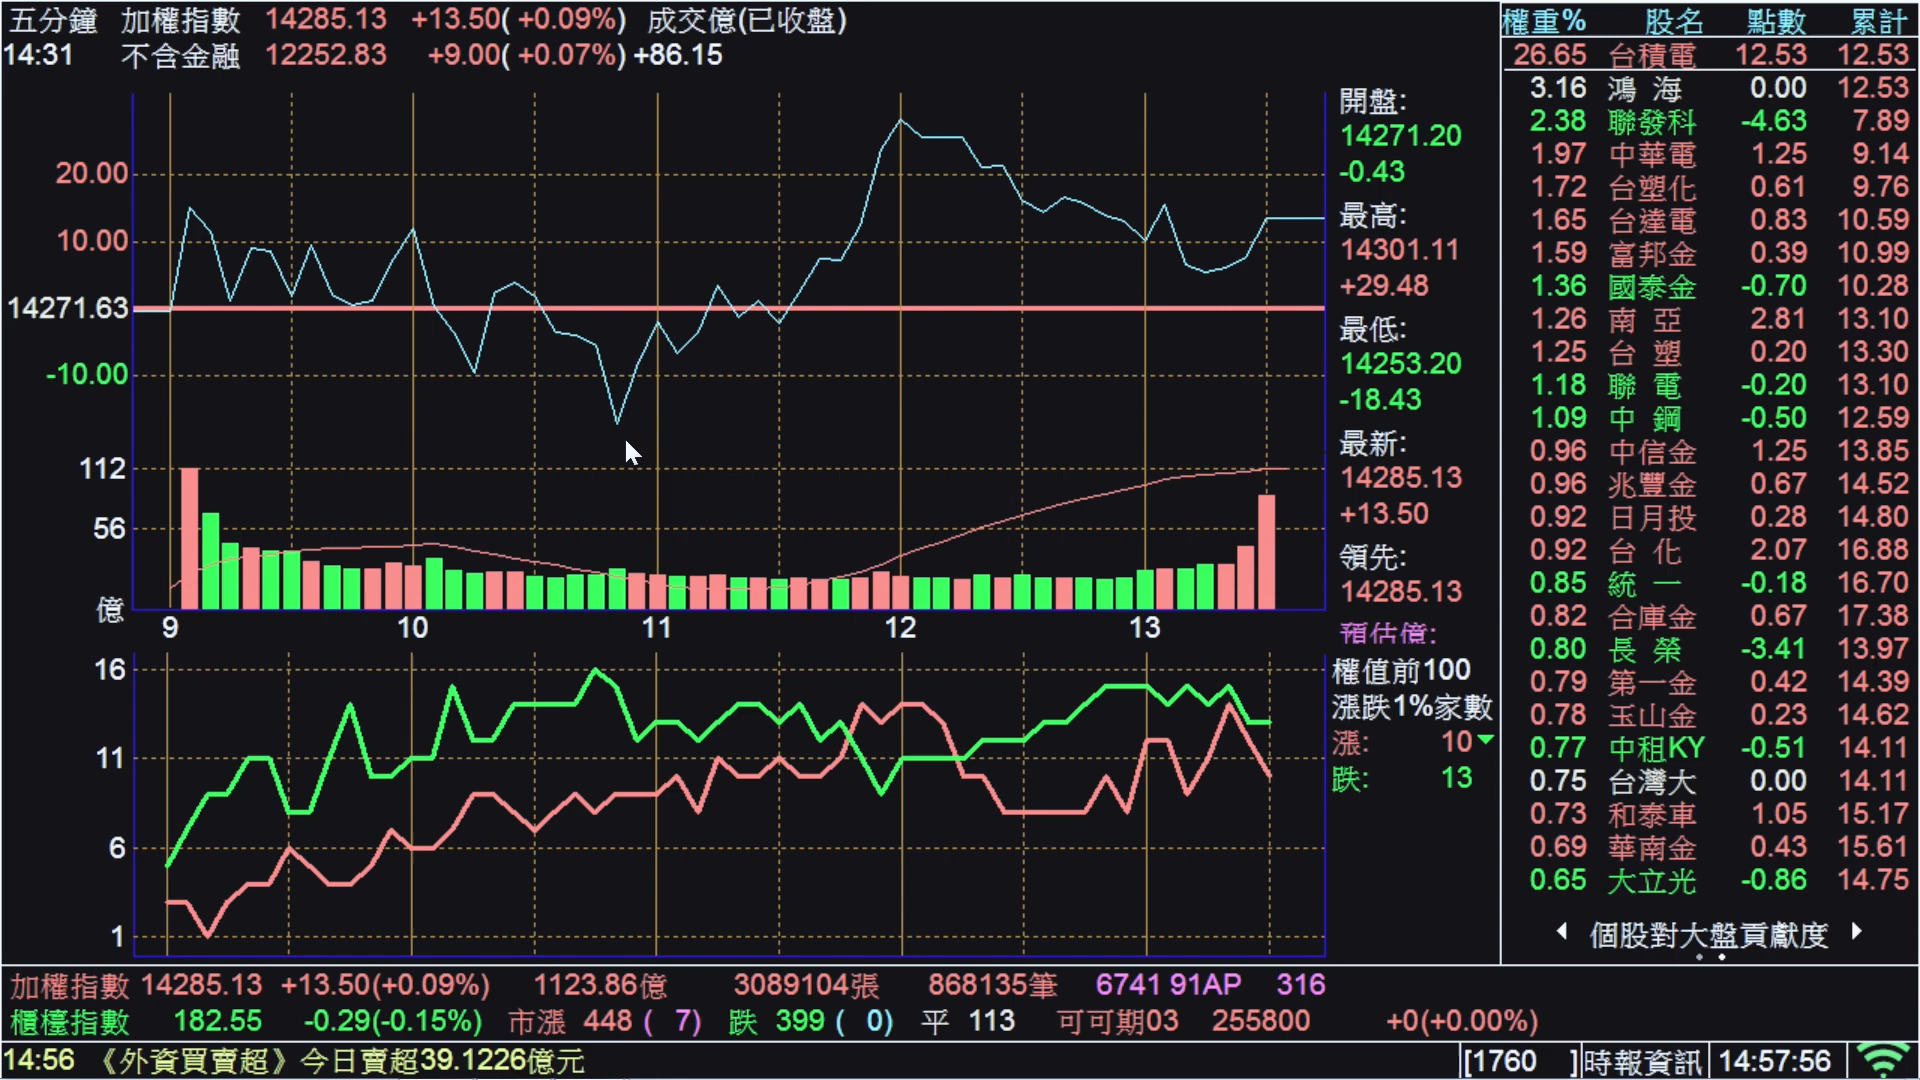 五分鐘 加權指數 14285.13 +13.50( +0.09%) 成交億(已收盤)
14:31 不含金融 12252.83 +9.00( +0.07%) +86.15
20.00
10.00
14271.63
-10.00
112
56
億
9 10 11 12 13
開盤:
14271.20
-0.43
最高:
14301.11
+29.48
最低:
14253.20
-18.43
最新:
14285.13
+13.50
領先:
14285.13
預估億:
16
11
6
1
權值前100
漲跌1%家數
漲: 10
跌: 13
權重% 股名 點數 累計
26.65 台積電 12.53 12.53
3.16 鴻 海 0.00 12.53
2.38 聯發科 -4.63 7.89
1.97 中華電 1.25 9.14
1.72 台塑化 0.61 9.76
1.65 台達電 0.83 10.59
1.59 富邦金 0.39 10.99
1.36 國泰金 -0.70 10.28
1.26 南 亞 2.81 13.10
1.25 台 塑 0.20 13.30
1.18 聯 電 -0.20 13.10
1.09 中 鋼 -0.50 12.59
0.96 中信金 1.25 13.85
0.96 兆豐金 0.67 14.52
0.92 日月投 0.28 14.80
0.92 台 化 2.07 16.88
0.85 統 一 -0.18 16.70
0.82 合庫金 0.67 17.38
0.80 長 榮 -3.41 13.97
0.79 第一金 0.42 14.39
0.78 玉山金 0.23 14.62
0.77 中租KY -0.51 14.11
0.75 台灣大 0.00 14.11
0.73 和泰車 1.05 15.17
0.69 華南金 0.43 15.61
0.65 大立光 -0.86 14.75
個股對大盤貢獻度
加權指數 14285.13 +13.50(+0.09%) 1123.86億 3089104張 868135筆 6741 91AP 316
櫃檯指數 182.55 -0.29(-0.15%) 市漲 448 ( 7) 跌 399 ( 0) 平 113 可可期03 255800 +0(+0.00%)
14:56 《外資買賣超》今日賣超39.1226億元 [1760 ]時報資訊 14:57:56